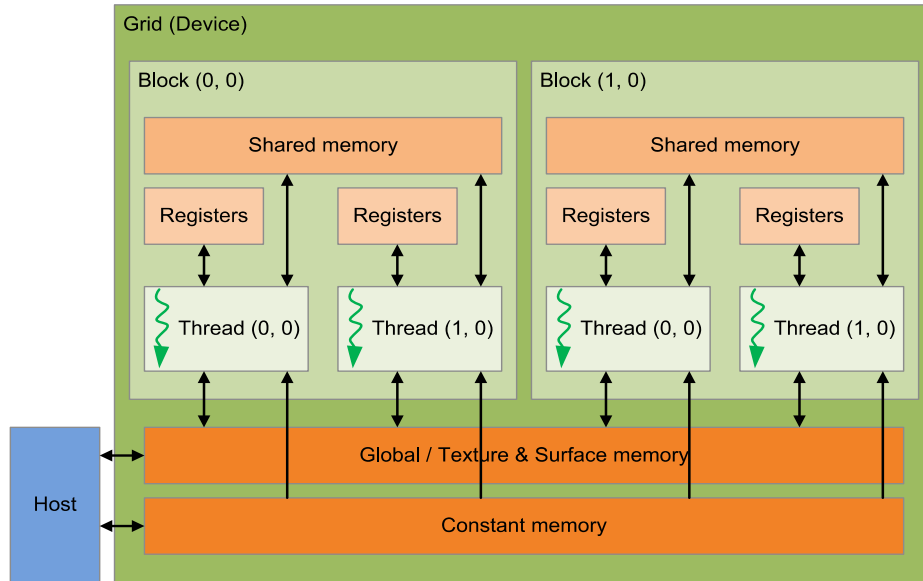 Grid (Device)
Block (0, 0)
Block (1, 0)
Shared memory
Shared memory
Registers
Registers
Registers
Registers
Thread (0, 0)
Thread (1, 0)
Thread (0, 0)
Thread (1, 0)
Global / Texture & Surface memory
Host
Constant memory